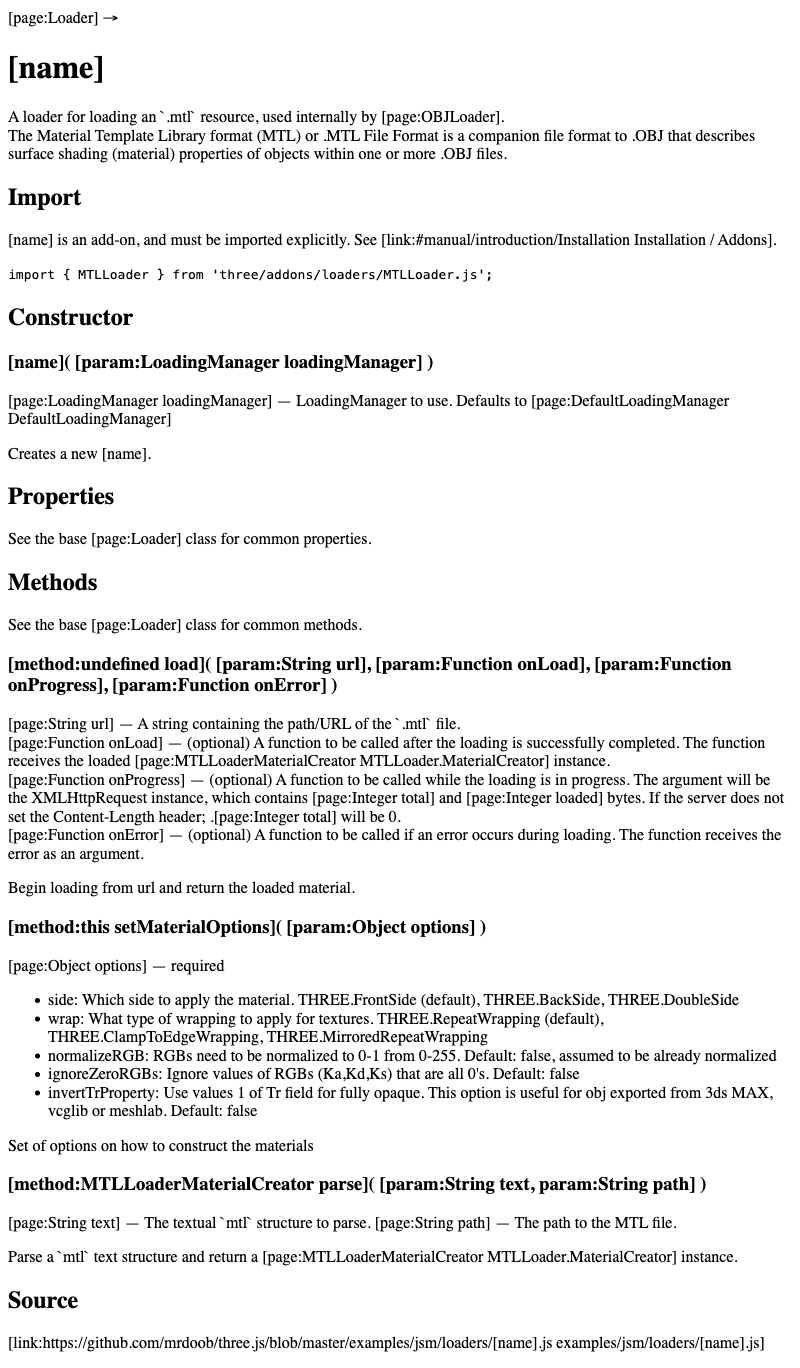 [page:Loader] →
[name]
A loader for loading an `.mtl` resource, used internally by [page:OBJLoader].
The Material Template Library format (MTL) or .MTL File Format is a companion file format to .OBJ that describes
surface shading (material) properties of objects within one or more .OBJ files.
Import
[name] is an add-on, and must be imported explicitly. See [link:#manual/introduction/Installation Installation / Addons].
import { MTLLoader } from 'three/addons/loaders/MTLLoader.js';
Constructor
[name]( [param:LoadingManager loadingManager] )
[page:LoadingManager loadingManager] — LoadingManager to use. Defaults to [page:DefaultLoadingManager
DefaultLoadingManager]
Creates a new [name].
Properties
See the base [page:Loader] class for common properties.
Methods
See the base [page:Loader] class for common methods.
[method:undefined load]( [param:String url], [param:Function onLoad], [param:Function
onProgress], [param:Function onError] )
[page:String url] — A string containing the path/URL of the `.mtl` file.
[page:Function onLoad] — (optional) A function to be called after the loading is successfully completed. The function
receives the loaded [page:MTLLoaderMaterialCreator MTLLoader.MaterialCreator] instance.
[page:Function onProgress] — (optional) A function to be called while the loading is in progress. The argument will be
the XMLHttpRequest instance, which contains [page:Integer total] and [page:Integer loaded] bytes. If the server does not
set the Content-Length header; .[page:Integer total] will be 0.
[page:Function onError] — (optional) A function to be called if an error occurs during loading. The function receives the
error as an argument.
Begin loading from url and return the loaded material.
[method:this setMaterialOptions]( [param:Object options] )
[page:Object options] — required
• side: Which side to apply the material. THREE.FrontSide (default), THREE.BackSide, THREE.DoubleSide
• wrap: What type of wrapping to apply for textures. THREE.RepeatWrapping (default),
THREE.ClampToEdgeWrapping, THREE.MirroredRepeatWrapping
• normalizeRGB: RGBs need to be normalized to 0-1 from 0-255. Default: false, assumed to be already normalized
• ignoreZeroRGBs: Ignore values of RGBs (Ka,Kd,Ks) that are all 0's. Default: false
• invertTrProperty: Use values 1 of Tr field for fully opaque. This option is useful for obj exported from 3ds MAX,
vcglib or meshlab. Default: false
Set of options on how to construct the materials
[method:MTLLoaderMaterialCreator parse]( [param:String text, param:String path] )
[page:String text] — The textual `mtl` structure to parse. [page:String path] — The path to the MTL file.
Parse a `mtl` text structure and return a [page:MTLLoaderMaterialCreator MTLLoader.MaterialCreator] instance.
Source
[link:https://github.com/mrdoob/three.js/blob/master/examples/jsm/loaders/[name].js examples/jsm/loaders/[name].js]